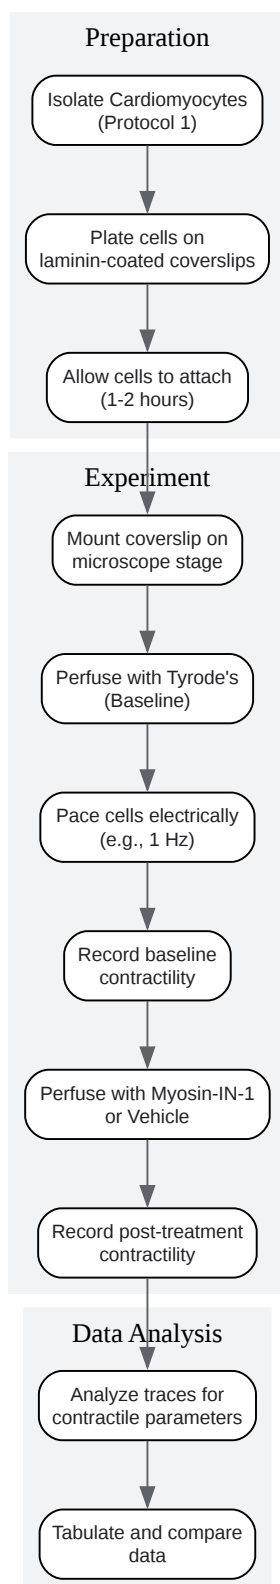 Preparation
Isolate Cardiomyocytes
(Protocol 1)
Plate cells on
laminin-coated coverslips
Allow cells to attach
(1-2 hours)
Experiment
Mount coverslip on
microscope stage
Perfuse with Tyrode's
(Baseline)
Pace cells electrically
(e.g., 1 Hz)
Record baseline
contractility
Perfuse with Myosin-IN-1
or Vehicle
Record post-treatment
contractility
Data Analysis
Analyze traces for
contractile parameters
Tabulate and compare
data